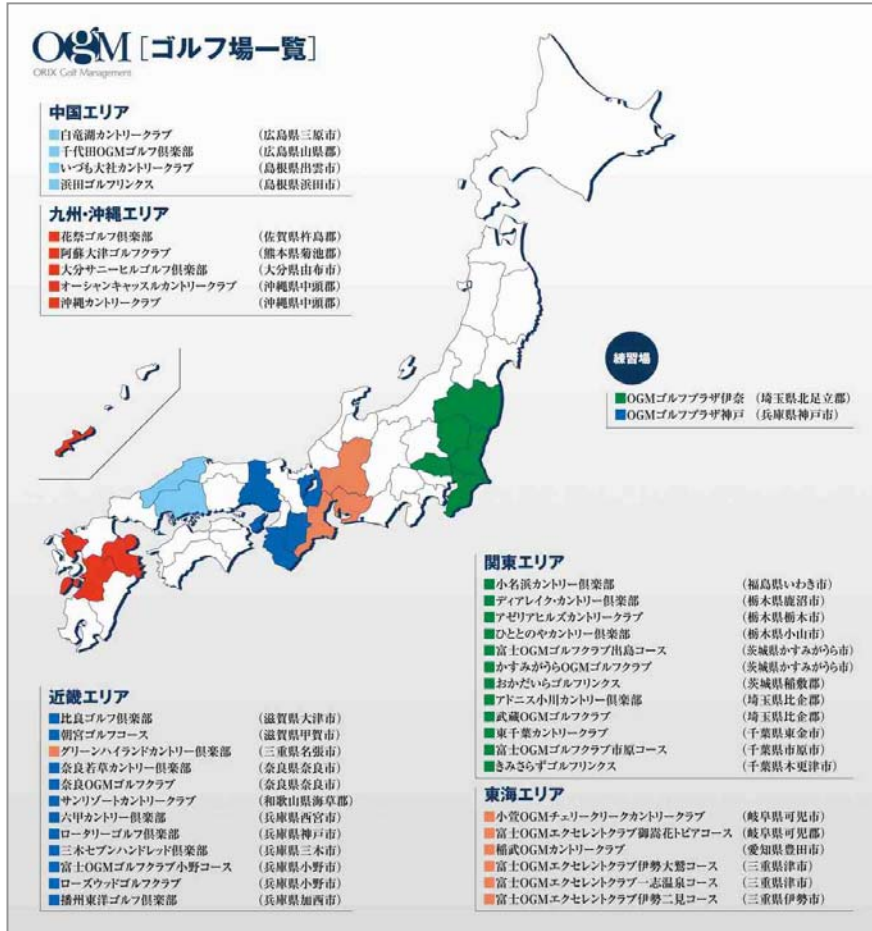 OGM [ゴルフ場一覧]
ORIX Golf Management
中国エリア
白竜湖カントリークラブ (広島県三原市)
千代田OGMゴルフ倶楽部 (広島県山県郡)
いづも大社カントリークラブ (島根県出雲市)
浜田ゴルフリンクス (島根県浜田市)
九州・沖縄エリア
花祭ゴルフ倶楽部 (佐賀県杵島郡)
阿蘇大津ゴルフクラブ (熊本県菊池郡)
大分サニーヒルゴルフ倶楽部 (大分県由布市)
オーシャンキャッスルカントリークラブ (沖縄県中頭郡)
沖縄カントリークラブ (沖縄県中頭郡)
練習場
OGMゴルフプラザ伊奈 (埼玉県北足立郡)
OGMゴルフプラザ神戸 (兵庫県神戸市)
関東エリア
小名浜カントリー倶楽部 (福島県いわき市)
ディアレイク・カントリー倶楽部 (栃木県鹿沼市)
アゼリアヒルズカントリークラブ (栃木県栃木市)
ひととのやカントリー倶楽部 (栃木県小山市)
富士OGMゴルフクラブ出島コース (茨城県かすみがうら市)
かすみがうらOGMゴルフクラブ (茨城県かすみがうら市)
おかだいらゴルフリンクス (茨城県稲敷郡)
アドニス小川カントリー倶楽部 (埼玉県比企郡)
武蔵OGMゴルフクラブ (埼玉県比企郡)
東千葉カントリークラブ (千葉県東金市)
富士OGMゴルフクラブ市原コース (千葉県市原市)
きみさらずゴルフリンクス (千葉県木更津市)
近畿エリア
比良ゴルフ倶楽部 (滋賀県大津市)
朝宮ゴルフコース (滋賀県甲賀市)
グリーンハイランドカントリー倶楽部 (三重県名張市)
奈良若草カントリー倶楽部 (奈良県奈良市)
奈良OGMゴルフクラブ (奈良県奈良市)
サンリゾートカントリークラブ (和歌山県海草郡)
六甲カントリー倶楽部 (兵庫県西宮市)
ロータリーゴルフ倶楽部 (兵庫県神戸市)
三木セブンハンドレッド倶楽部 (兵庫県三木市)
富士OGMゴルフクラブ小野コース (兵庫県小野市)
ローズウッドゴルフクラブ (兵庫県小野市)
播州東洋ゴルフ倶楽部 (兵庫県加西市)
東海エリア
小萱OGMチェリークリークカントリークラブ (岐阜県可児市)
富士OGMエクセレントクラブ御嵩花トピアコース (岐阜県可児郡)
稲武OGMカントリークラブ (愛知県豊田市)
富士OGMエクセレントクラブ伊勢大鷲コース (三重県津市)
富士OGMエクセレントクラブ一志温泉コース (三重県津市)
富士OGMエクセレントクラブ伊勢二見コース (三重県伊勢市)